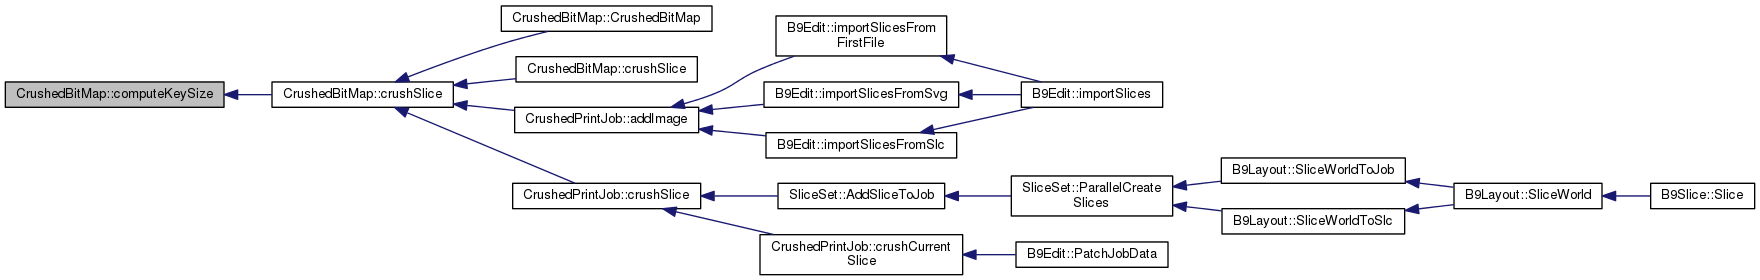 CrushedBitMap::computeKeySize
CrushedBitMap::crushSlice
CrushedBitMap::CrushedBitMap
CrushedBitMap::crushSlice
CrushedPrintJob::addImage
CrushedPrintJob::crushSlice
B9Edit::importSlicesFrom
FirstFile
B9Edit::importSlicesFromSvg
B9Edit::importSlicesFromSlc
B9Edit::importSlices
SliceSet::AddSliceToJob
CrushedPrintJob::crushCurrent
Slice
SliceSet::ParallelCreate
Slices
B9Edit::PatchJobData
B9Layout::SliceWorldToJob
B9Layout::SliceWorldToSlc
B9Layout::SliceWorld
B9Slice::Slice